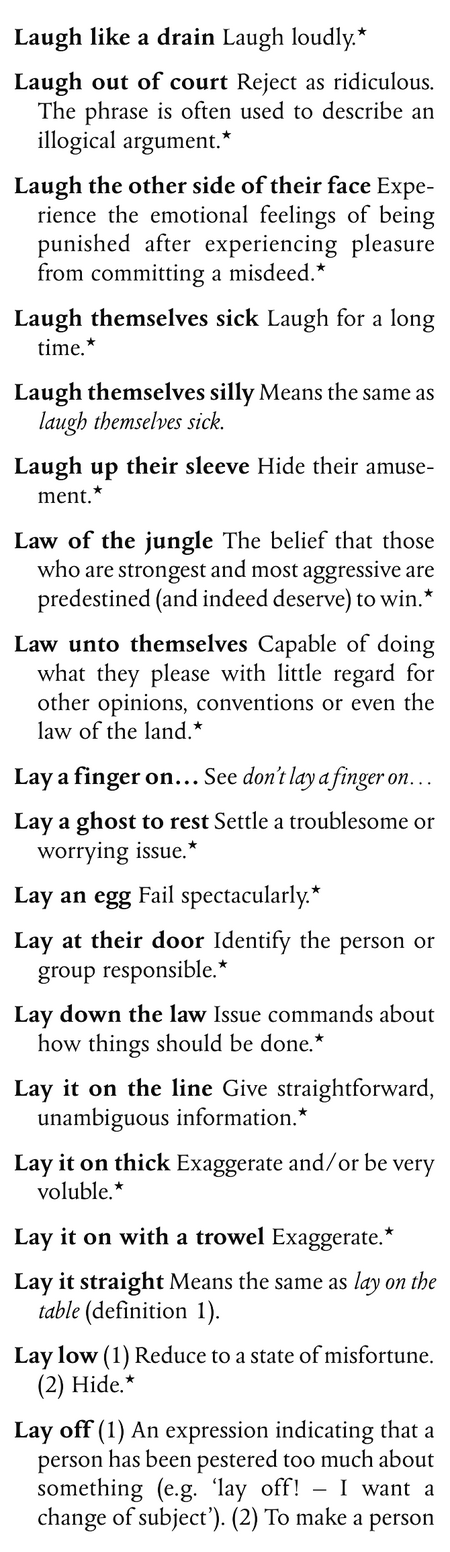 Laugh like a drain Laugh loudly.★
Laugh out of court Reject as ridiculous.
The phrase is often used to describe an
illogical argument.★
Laugh the other side of their face Expe-
rience the emotional feelings of being
punished after experiencing pleasure
from committing a misdeed.★
Laugh themselves sick Laugh for a long
time.★
Laugh themselves silly Means the same as
laugh themselves sick.
Laugh up their sleeve Hide their amuse-
ment.★
Law of the jungle The belief that those
who are strongest and most aggressive are
predestined (and indeed deserve) to win.★
Law unto themselves Capable of doing
what they please with little regard for
other opinions, conventions or even the
law of the land.★
Lay a finger on… See don't lay a finger on…
Lay a ghost to rest Settle a troublesome or
worrying issue.★
Lay an egg Fail spectacularly.★
Lay at their door Identify the person or
group responsible.★
Lay down the law Issue commands about
how things should be done.★
Lay it on the line Give straightforward,
unambiguous information.★
Lay it on thick Exaggerate and/or be very
voluble.★
Lay it on with a trowel Exaggerate.★
Lay it straight Means the same as lay on the
table (definition 1).
Lay low (1) Reduce to a state of misfortune.
(2) Hide.★
Lay off (1) An expression indicating that a
person has been pestered too much about
something (e.g. 'lay off! – I want a
change of subject'). (2) To make a person